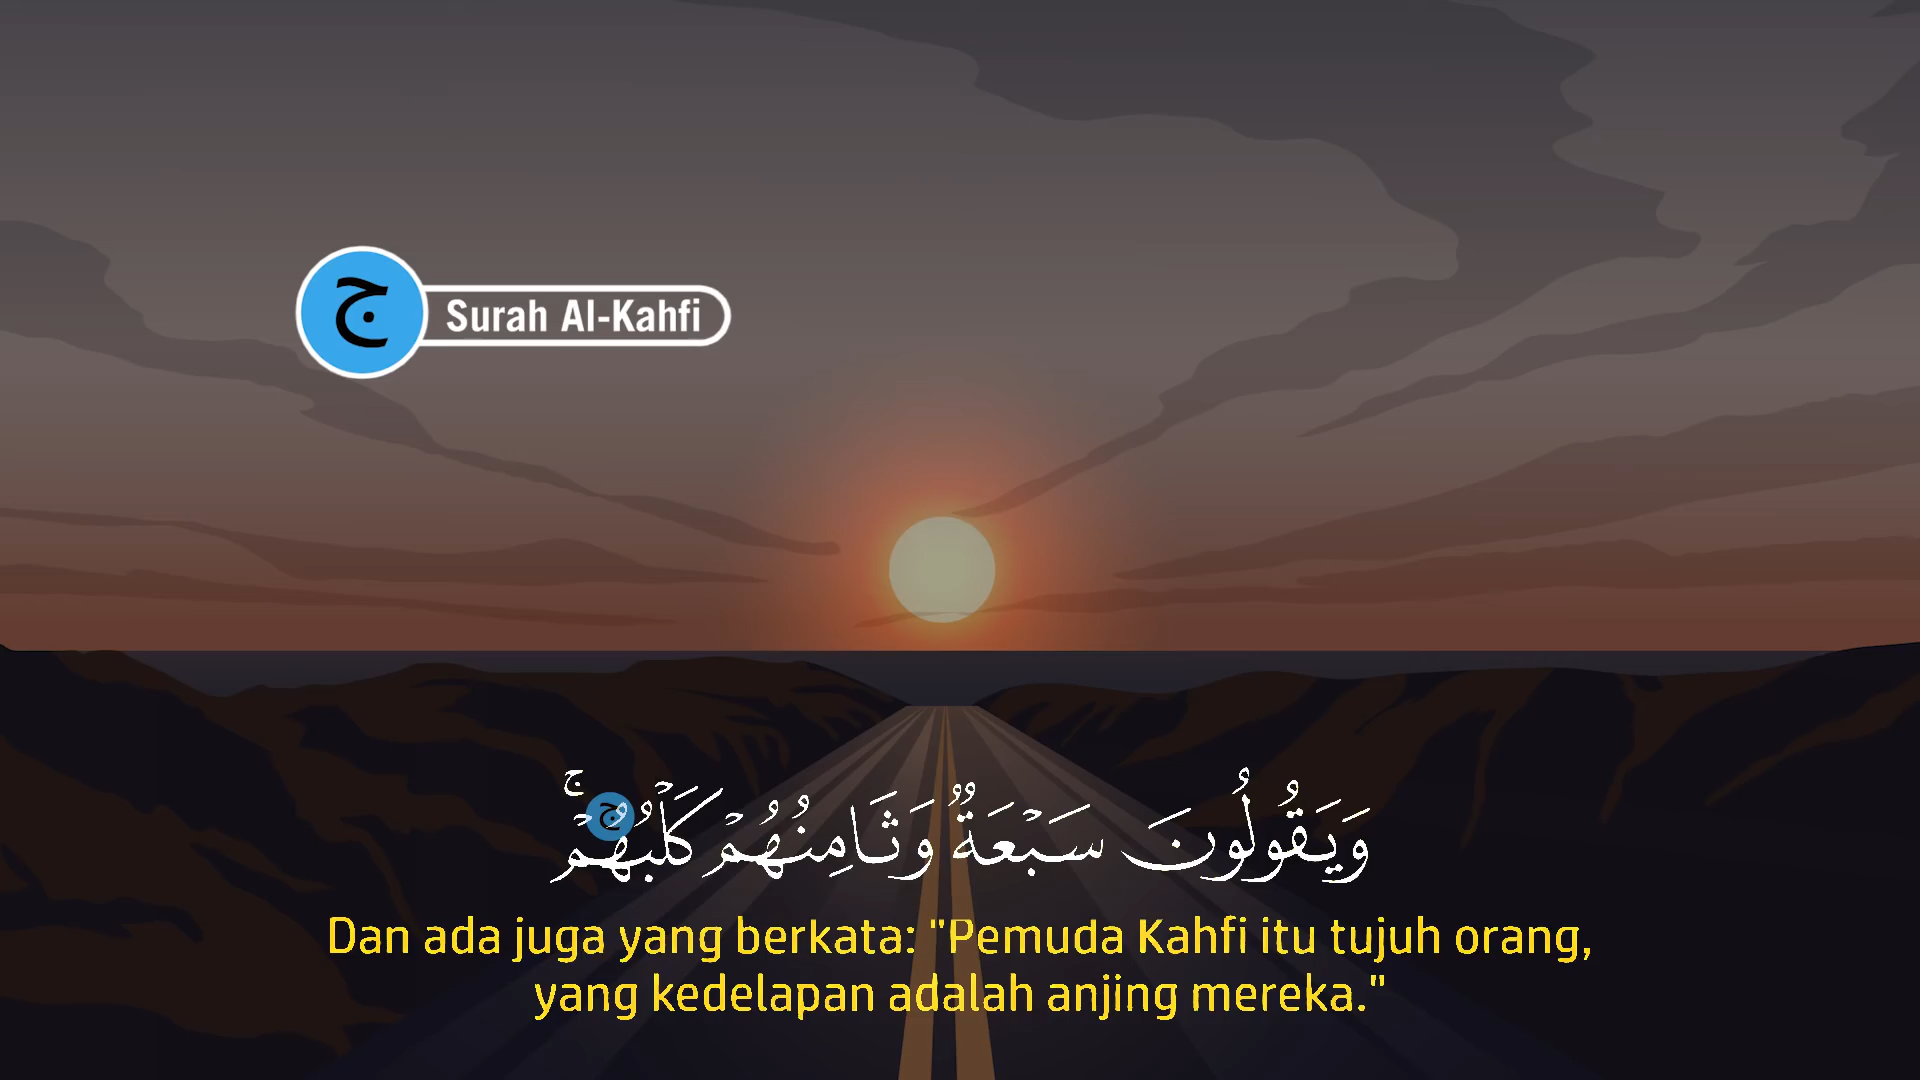 ج
Surah Al-Kahfi
وَيَقُولُونَ سَبْعَةٌ وَثَامِنُهُمْ كَلْبُهُمْ ۚ
ج
Dan ada juga yang berkata: "Pemuda Kahfi itu tujuh orang,
yang kedelapan adalah anjing mereka."